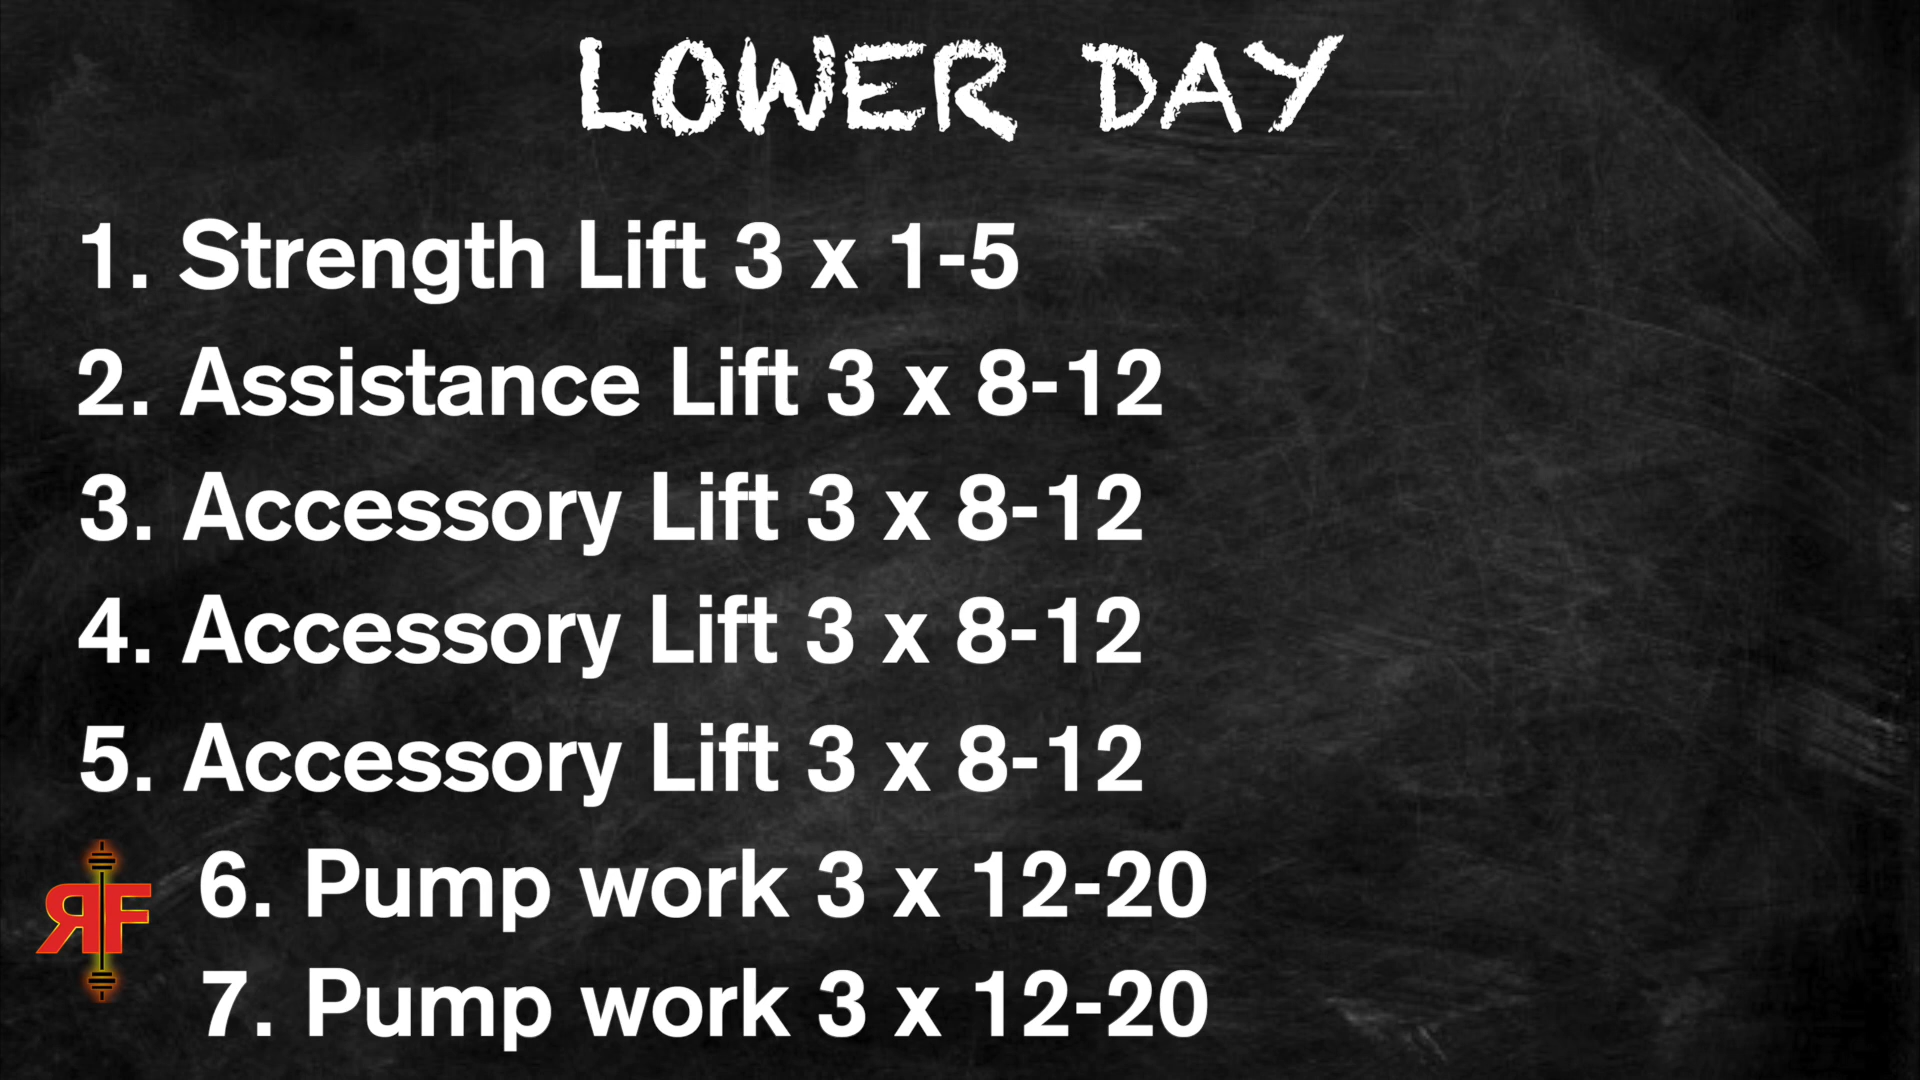 LOWER DAY
1. Strength Lift 3 x 1-5
2. Assistance Lift 3 x 8-12
3. Accessory Lift 3 x 8-12
4. Accessory Lift 3 x 8-12
5. Accessory Lift 3 x 8-12
6. Pump work 3 x 12-20
RF
7. Pump work 3 x 12-20